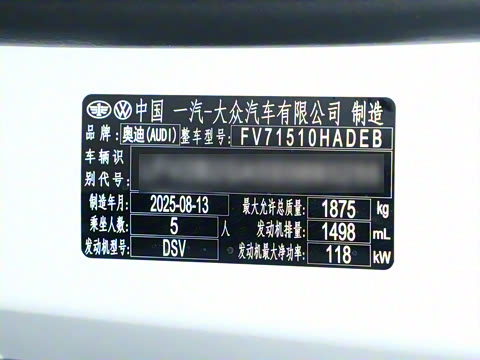 中国 一汽-大众汽车有限公司 制造
品牌: 奥迪(AUDI) 整车型号: FV71510HADEB
车辆识
别代号:
制造年月: 2025-08-13 最大允许总质量: 1875 kg
乘坐人数: 5 人 发动机排量: 1498 mL
发动机型号: DSV 发动机最大净功率: 118 kW